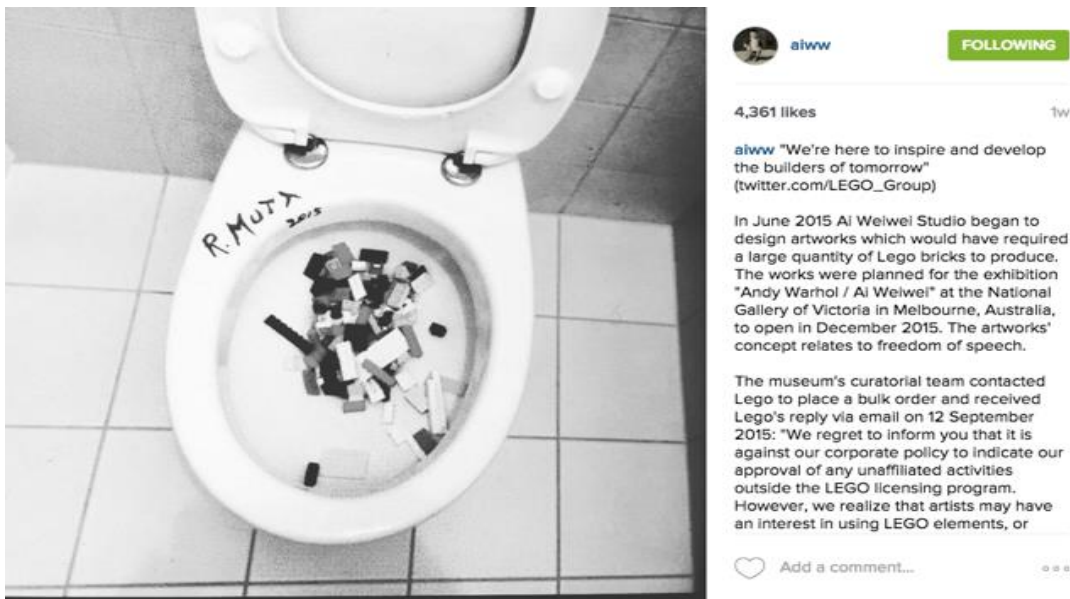 R. MUTT
2015
aiww
FOLLOWING
4,361 likes
1w
aiww "We're here to inspire and develop
the builders of tomorrow"
(twitter.com/LEGO_Group)
In June 2015 Ai Weiwei Studio began to
design artworks which would have required
a large quantity of Lego bricks to produce.
The works were planned for the exhibition
"Andy Warhol / Ai Weiwei" at the National
Gallery of Victoria in Melbourne, Australia,
to open in December 2015. The artworks'
concept relates to freedom of speech.
The museum's curatorial team contacted
Lego to place a bulk order and received
Lego's reply via email on 12 September
2015: "We regret to inform you that it is
against our corporate policy to indicate our
approval of any unaffiliated activities
outside the LEGO licensing program.
However, we realize that artists may have
an interest in using LEGO elements, or
Add a comment...